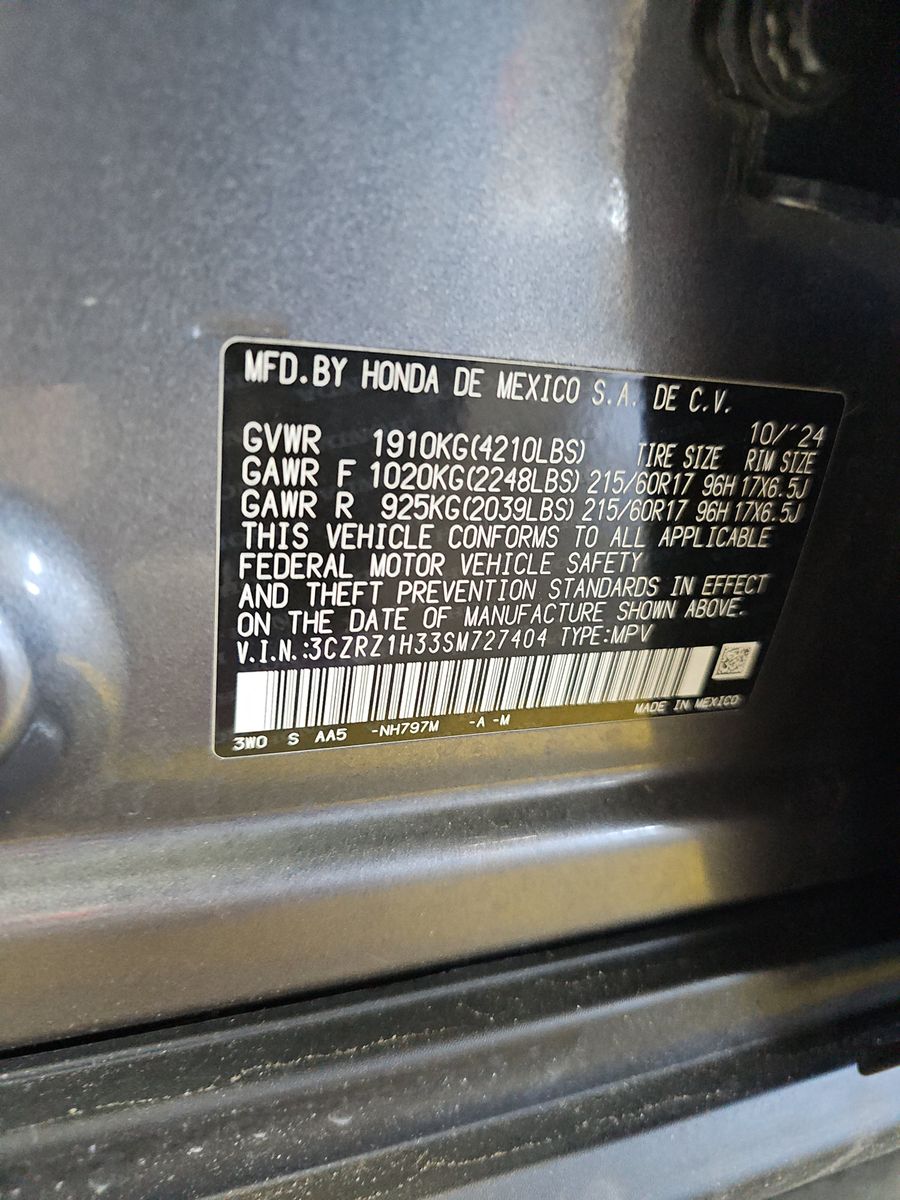 MFD.BY HONDA DE MEXICO S.A. DE C.V.
10/'24
GVWR 1910KG(4210LBS) TIRE SIZE RIM SIZE
GAWR F 1020KG(2248LBS) 215/60R17 96H 17X6.5J
GAWR R 925KG(2039LBS) 215/60R17 96H 17X6.5J
THIS VEHICLE CONFORMS TO ALL APPLICABLE
FEDERAL MOTOR VEHICLE SAFETY
AND THEFT PREVENTION STANDARDS IN EFFECT
ON THE DATE OF MANUFACTURE SHOWN ABOVE.
V.I.N.:3CZRZ1H33SM727404 TYPE:MPV
MADE IN MEXICO
3W0 S AA5 -NH797M -A -M